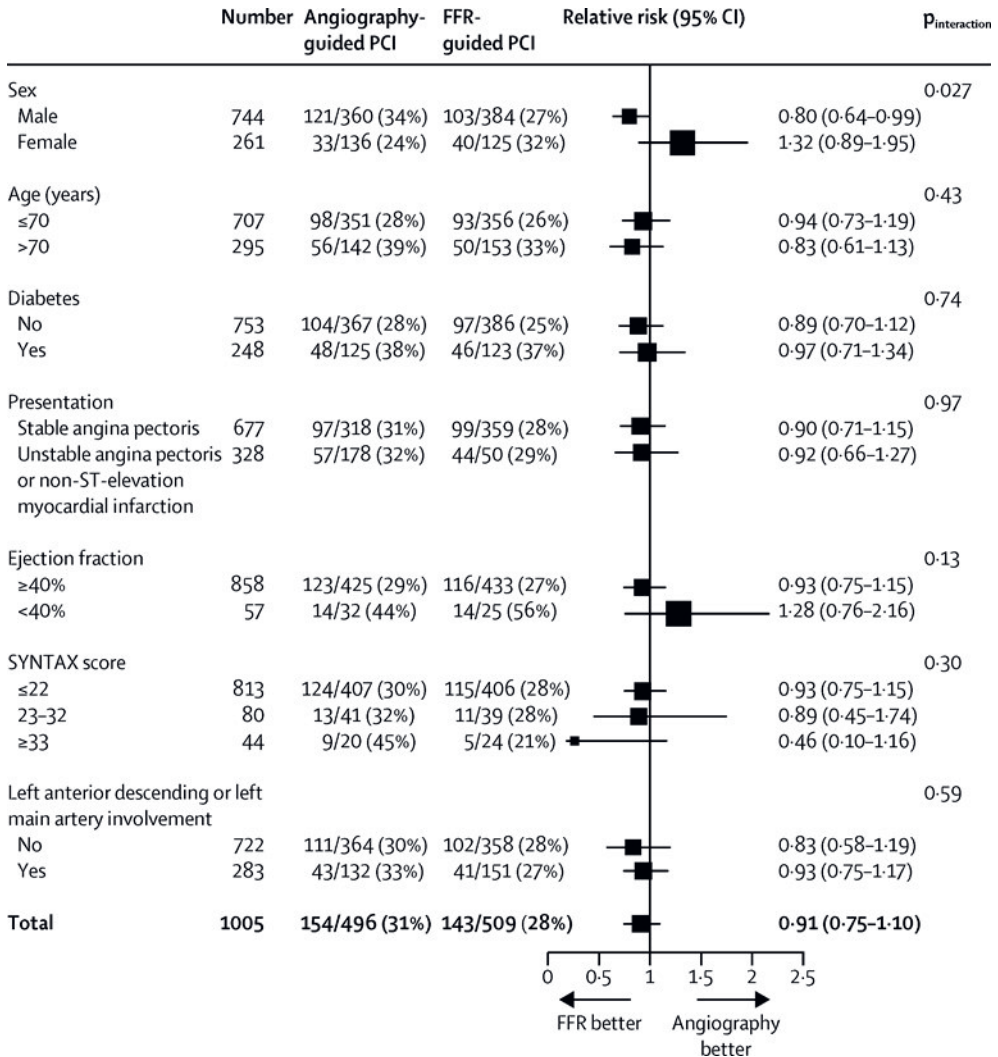 Number Angiography- FFR- Relative risk (95% CI) pinteraction
guided PCI guided PCI
Sex 0·027
Male 744 121/360 (34%) 103/384 (27%) 0·80 (0·64–0·99)
Female 261 33/136 (24%) 40/125 (32%) 1·32 (0·89–1·95)
Age (years) 0·43
≤70 707 98/351 (28%) 93/356 (26%) 0·94 (0·73–1·19)
>70 295 56/142 (39%) 50/153 (33%) 0·83 (0·61–1·13)
Diabetes 0·74
No 753 104/367 (28%) 97/386 (25%) 0·89 (0·70–1·12)
Yes 248 48/125 (38%) 46/123 (37%) 0·97 (0·71–1·34)
Presentation 0·97
Stable angina pectoris 677 97/318 (31%) 99/359 (28%) 0·90 (0·71–1·15)
Unstable angina pectoris 328 57/178 (32%) 44/50 (29%) 0·92 (0·66–1·27)
or non-ST-elevation
myocardial infarction
Ejection fraction 0·13
≥40% 858 123/425 (29%) 116/433 (27%) 0·93 (0·75–1·15)
<40% 57 14/32 (44%) 14/25 (56%) 1·28 (0·76–2·16)
SYNTAX score 0·30
≤22 813 124/407 (30%) 115/406 (28%) 0·93 (0·75–1·15)
23–32 80 13/41 (32%) 11/39 (28%) 0·89 (0·45–1·74)
≥33 44 9/20 (45%) 5/24 (21%) 0·46 (0·10–1·16)
Left anterior descending or left 0·59
main artery involvement
No 722 111/364 (30%) 102/358 (28%) 0·83 (0·58–1·19)
Yes 283 43/132 (33%) 41/151 (27%) 0·93 (0·75–1·17)
Total 1005 154/496 (31%) 143/509 (28%) 0·91 (0·75–1·10)
0 0·5 1 1·5 2 2·5
FFR better Angiography
better